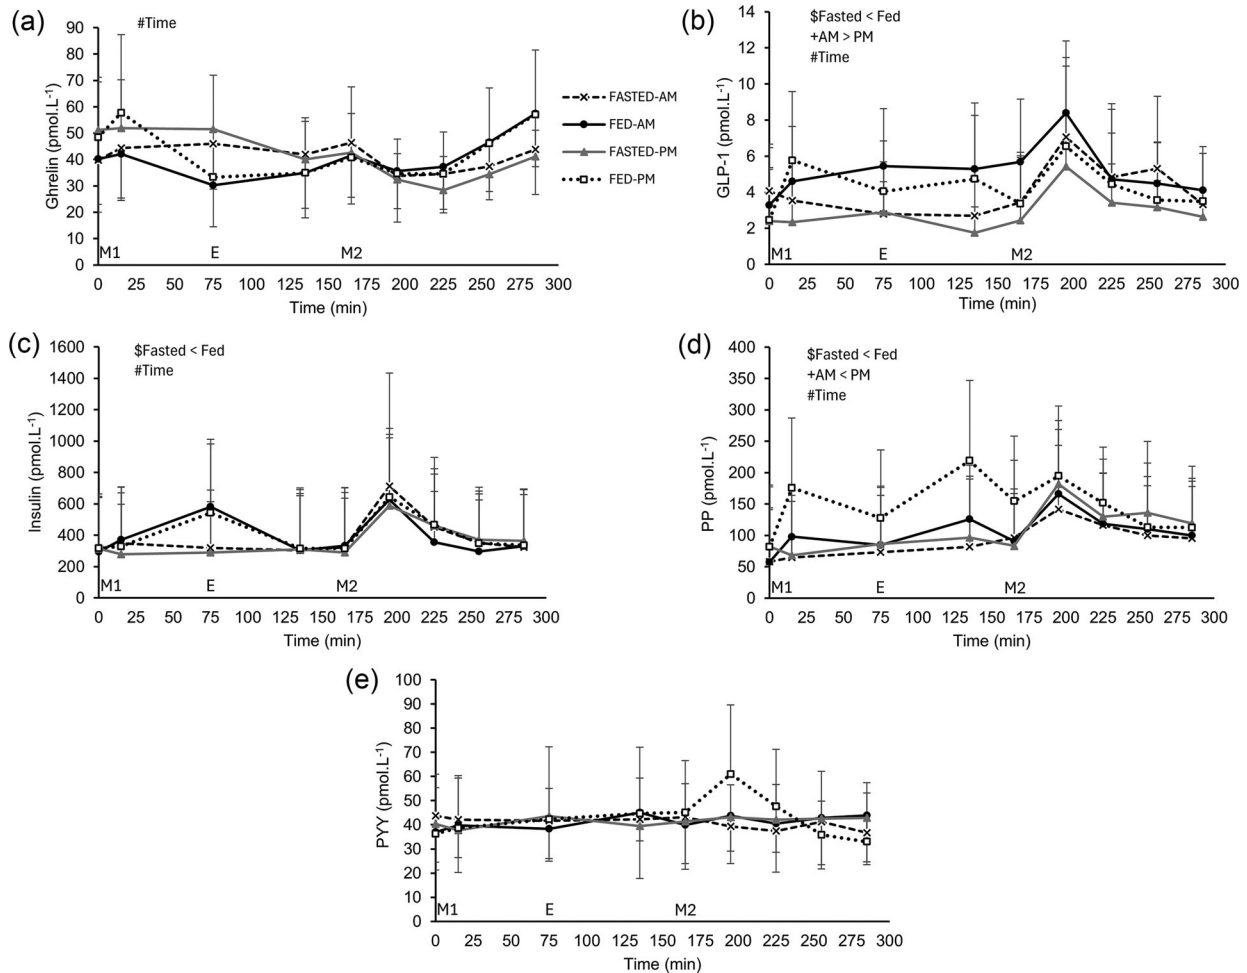 (a)
#Time
90
80
70
60
50
40
30
20
10
0
Ghrelin (pmol.L-1)
M1 E M2
0 25 50 75 100 125 150 175 200 225 250 275 300
Time (min)
FASTED-AM
FED-AM
FASTED-PM
FED-PM
(b)
$Fasted < Fed
+AM > PM
#Time
14
12
10
8
6
4
2
0
GLP-1 (pmol.L-1)
M1 E M2
0 25 50 75 100 125 150 175 200 225 250 275 300
Time (min)
(c)
$Fasted < Fed
#Time
1600
1400
1200
1000
800
600
400
200
0
Insulin (pmol.L-1)
M1 E M2
0 25 50 75 100 125 150 175 200 225 250 275 300
Time (min)
(d)
$Fasted < Fed
+AM < PM
#Time
400
350
300
250
200
150
100
50
0
PP (pmol.L-1)
M1 E M2
0 25 50 75 100 125 150 175 200 225 250 275 300
Time (min)
(e)
100
90
80
70
60
50
40
30
20
10
0
PYY (pmol.L-1)
M1 E M2
0 25 50 75 100 125 150 175 200 225 250 275 300
Time (min)